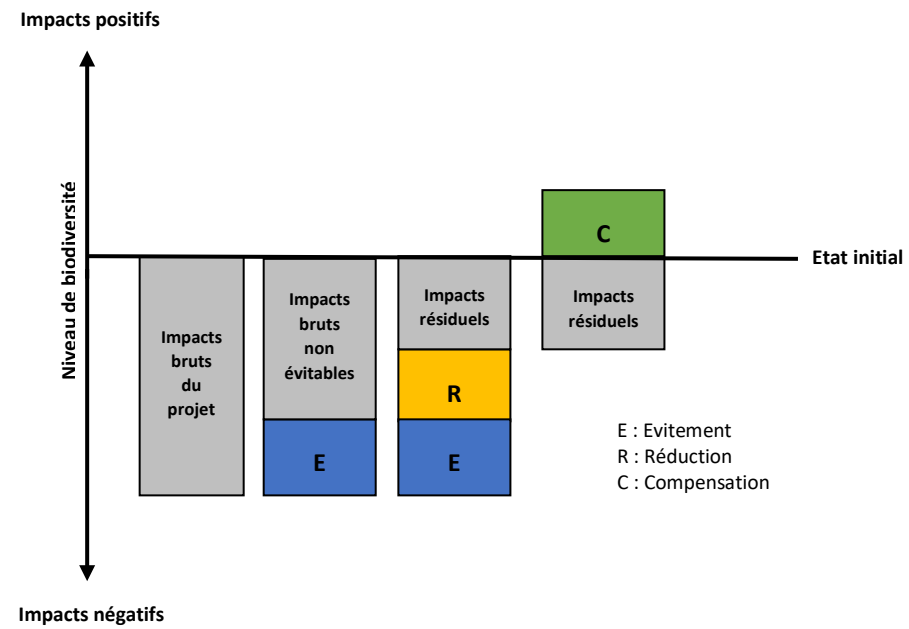 Impacts positifs
Niveau de biodiversité
Etat initial
Impacts
bruts
du
projet
Impacts
bruts
non
évitables
E
Impacts
résiduels
R
E
C
Impacts
résiduels
E : Evitement
R : Réduction
C : Compensation
Impacts négatifs